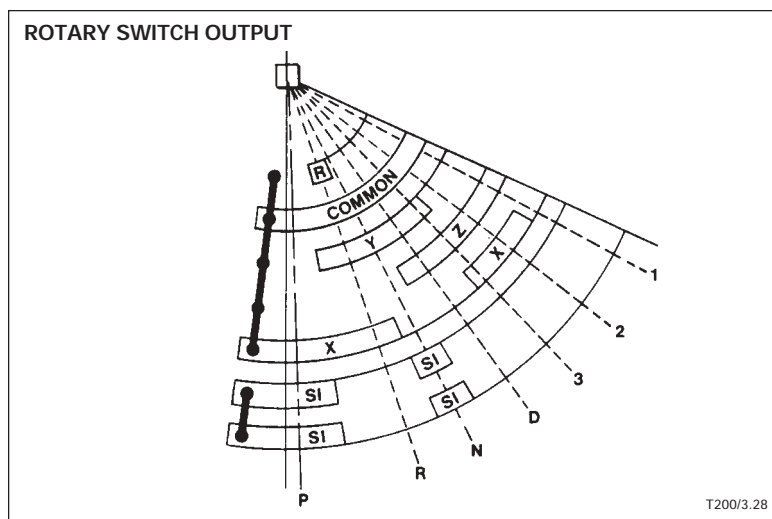 ROTARY SWITCH OUTPUT
R
COMMON
Y
Z
X
1
2
X
SI
3
SI
SI
D
SI
N
R
P
T200/3.28